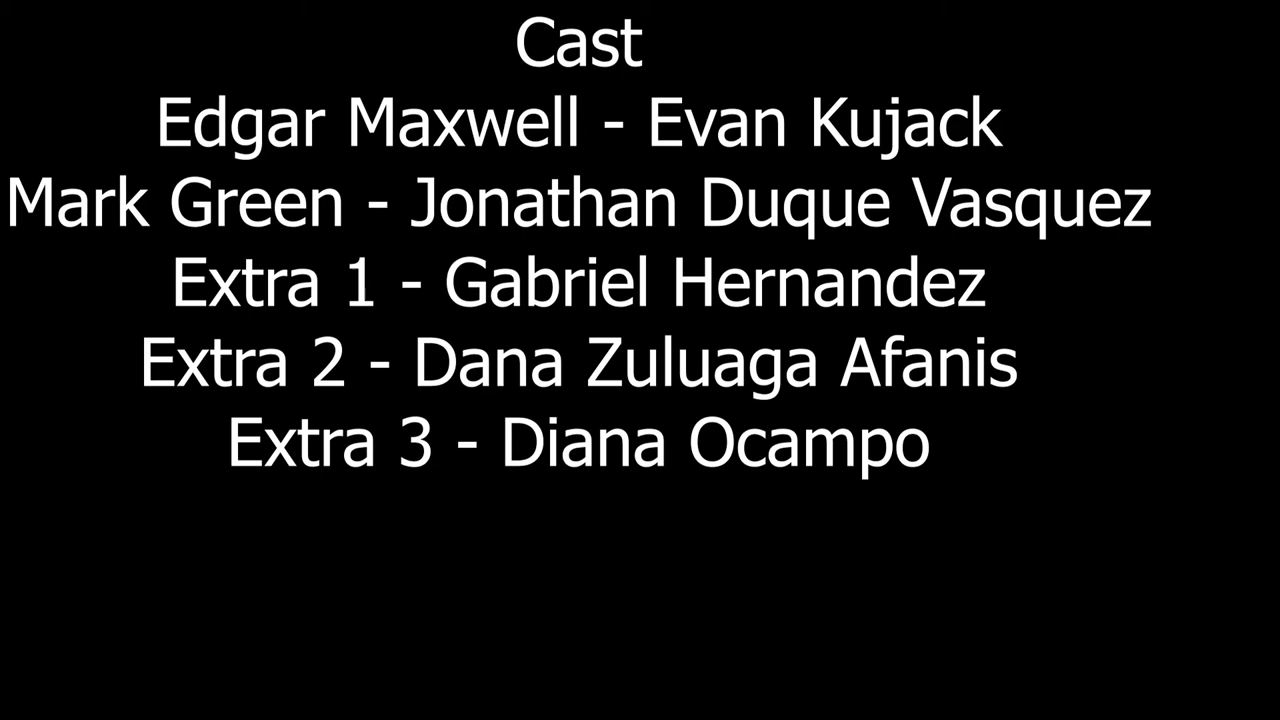 Cast
Edgar Maxwell - Evan Kujack
Mark Green - Jonathan Duque Vasquez
Extra 1 - Gabriel Hernandez
Extra 2 - Dana Zuluaga Afanis
Extra 3 - Diana Ocampo